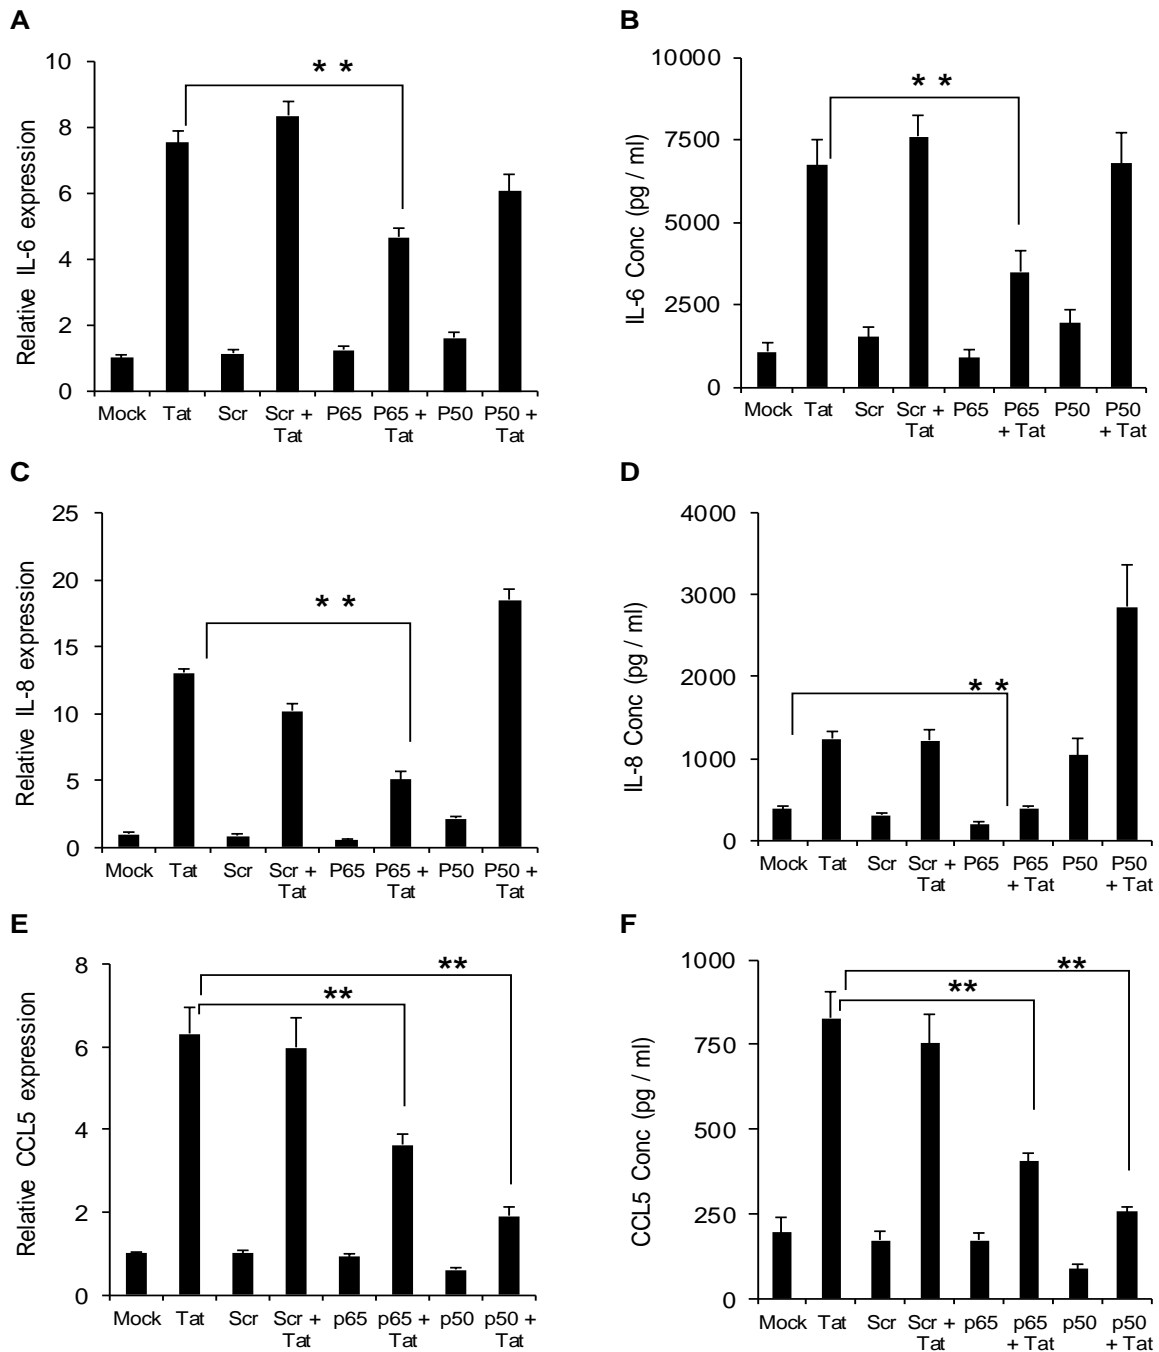 A
Relative IL-6 expression
10
8
6
4
2
0
* *
Mock Tat Scr Scr + P65 P65 + P50 P50 +
Tat Tat Tat
B
IL-6 Conc (pg / ml)
10000
7500
5000
2500
0
* *
Mock Tat Scr Scr + P65 P65 P50 P50
Tat + Tat + Tat
C
Relative IL-8 expression
25
20
15
10
5
0
* *
Mock Tat Scr Scr + P65 P65 + P50 P50 +
Tat Tat Tat
D
IL-8 Conc (pg / ml)
4000
3000
2000
1000
0
* *
Mock Tat Scr Scr + P65 P65 P50 P50
Tat + Tat + Tat
E
Relative CCL5 expression
8
6
4
2
0
**
**
Mock Tat Scr Scr + p65 p65 + p50 p50 +
Tat Tat Tat
F
CCL5 Conc (pg / ml)
1000
750
500
250
0
**
**
Mock Tat Scr Scr + p65 p65 p50 p50
Tat + Tat + Tat